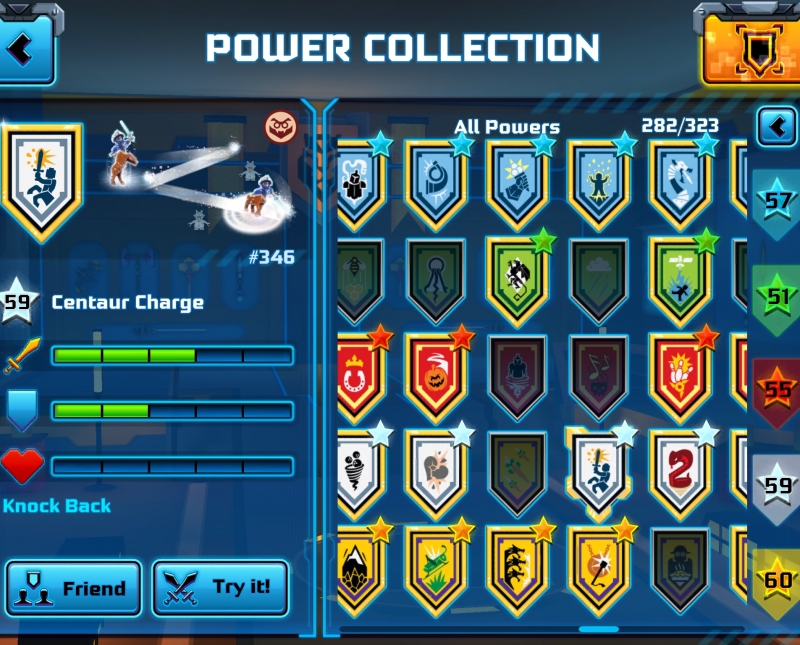 POWER COLLECTION
All Powers 282/323
#346
59 Centaur Charge
Knock Back
Friend
Try it!
2
57
51
55
59
60